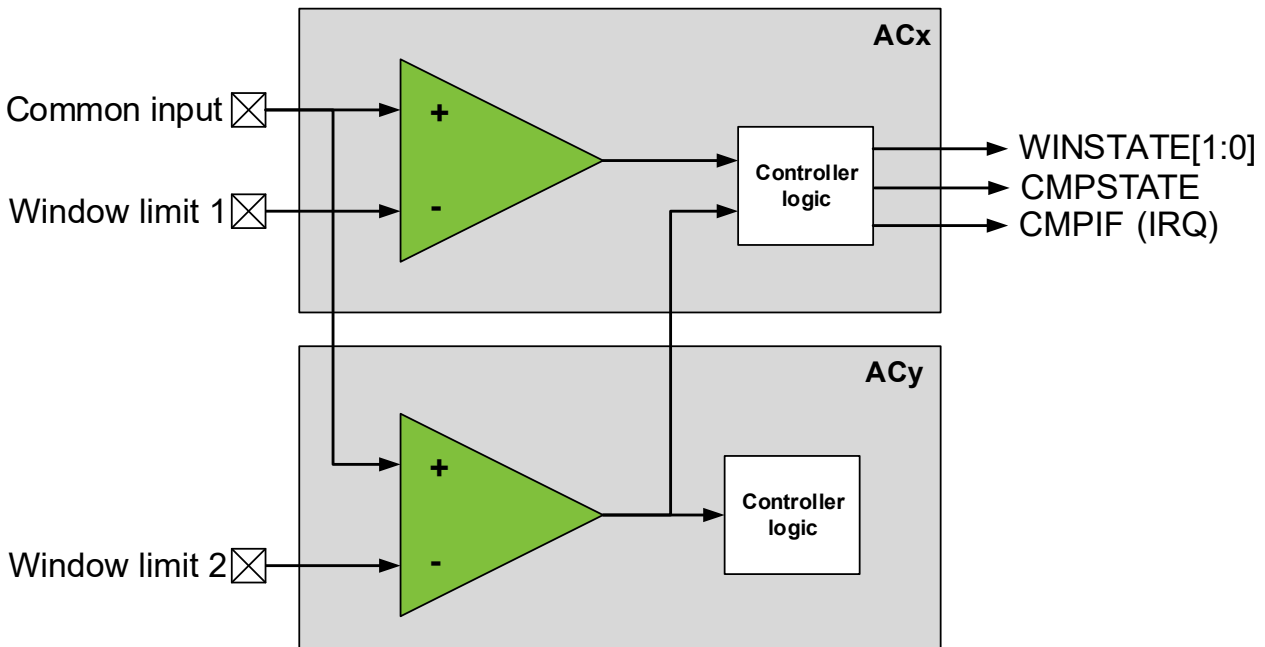 ACx
Common input
+
Window limit 1
-
Controller
logic
WINSTATE[1:0]
CMPSTATE
CMPIF (IRQ)
ACy
+
Window limit 2
-
Controller
logic